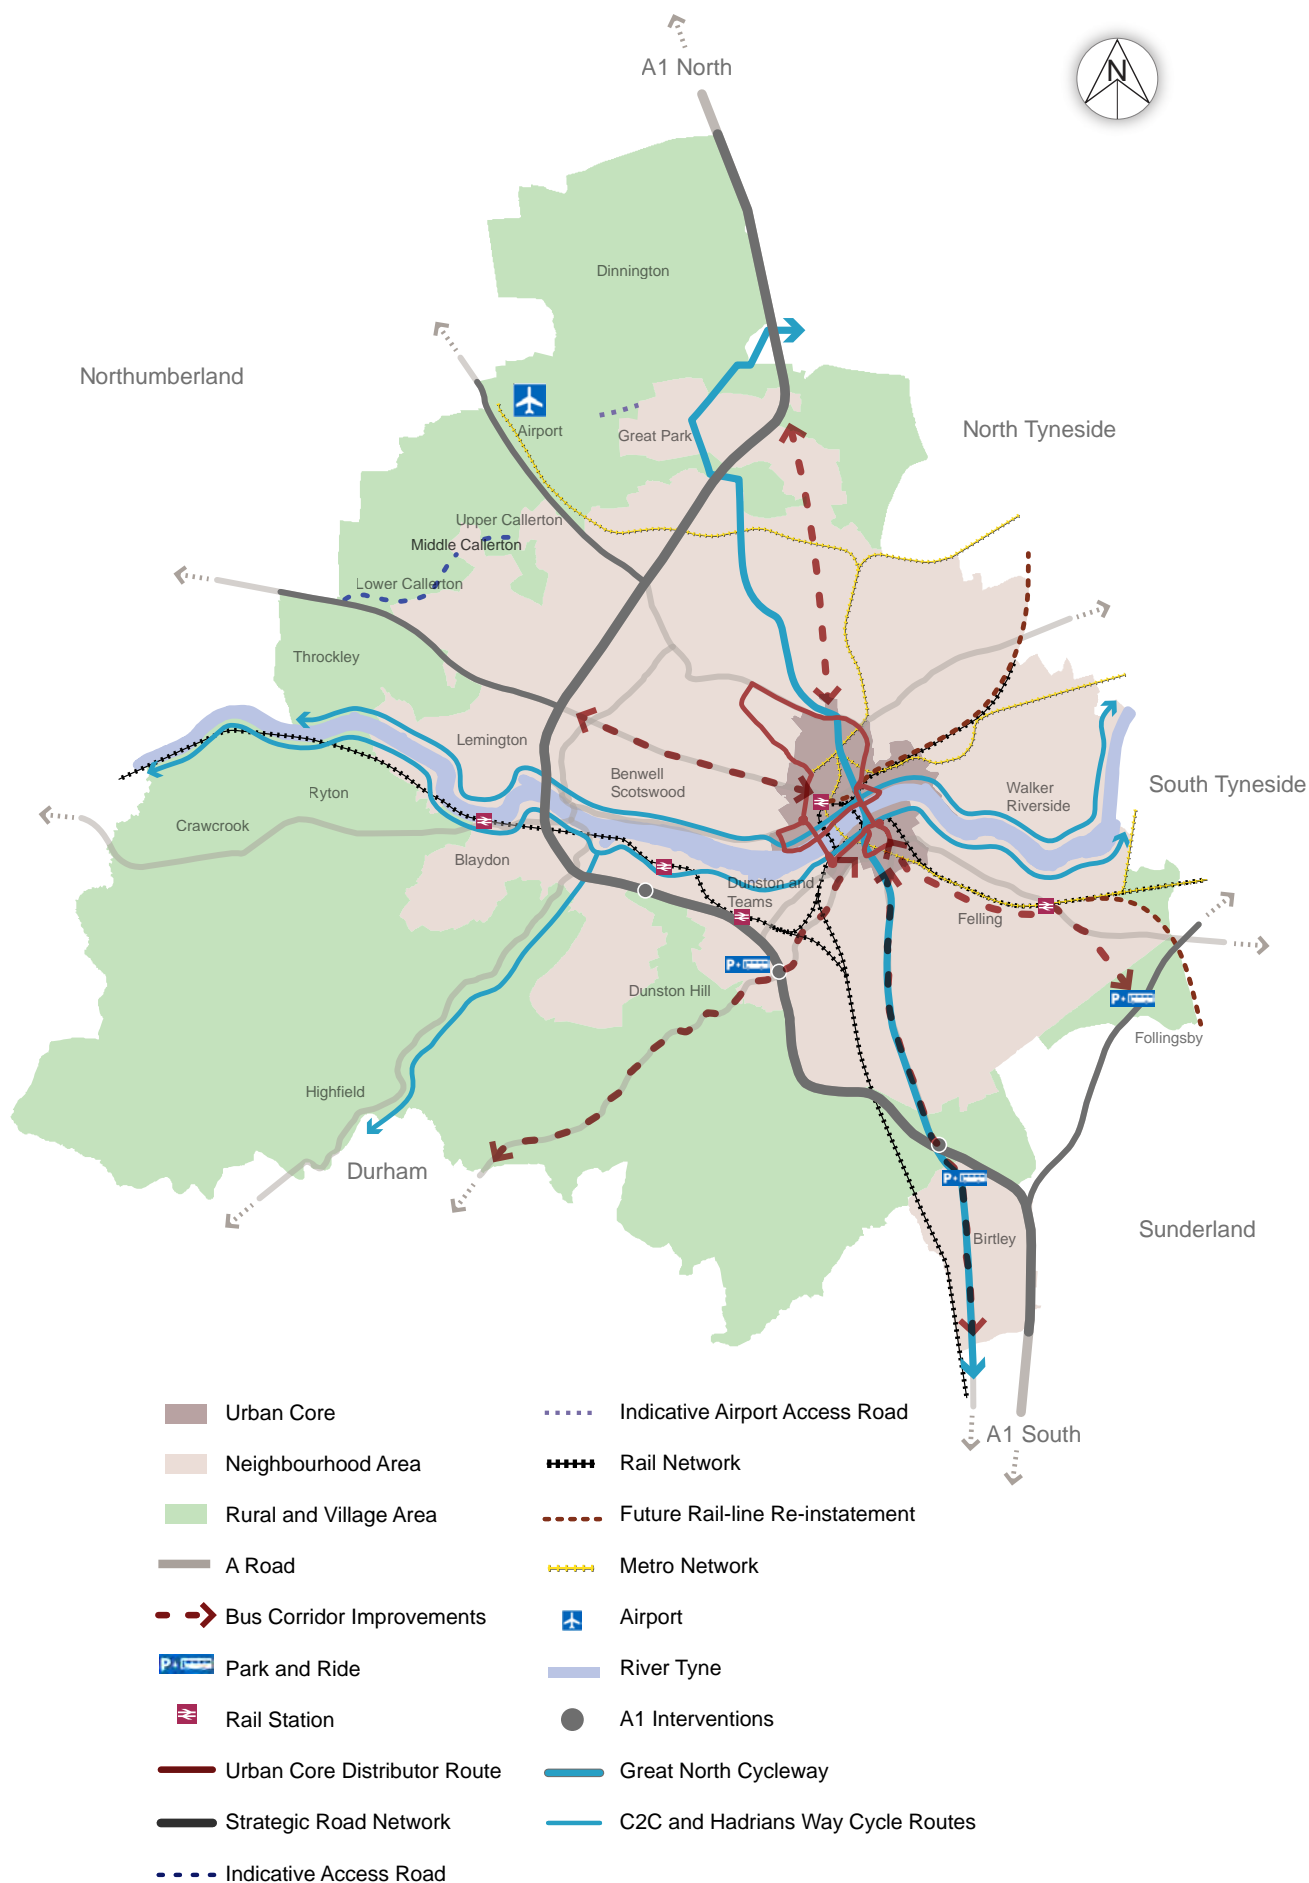 A1 North
N
Dinnington
Northumberland
North Tyneside
Airport
Great Park
Upper Callerton
Middle Callerton
Lower Callerton
Throckley
Lemington
Benwell
Scotswood
Walker
Riverside
South Tyneside
Ryton
Crawcrook
Blaydon
Dunston and
Teams
Felling
P
Dunston Hill
P
Follingsby
Highfield
Durham
P
Birtley
Sunderland
A1 South
Urban Core
Neighbourhood Area
Rural and Village Area
A Road
Bus Corridor Improvements
P
Park and Ride
Rail Station
Urban Core Distributor Route
Strategic Road Network
Indicative Access Road
Indicative Airport Access Road
Rail Network
Future Rail-line Re-instatement
Metro Network
Airport
River Tyne
A1 Interventions
Great North Cycleway
C2C and Hadrians Way Cycle Routes